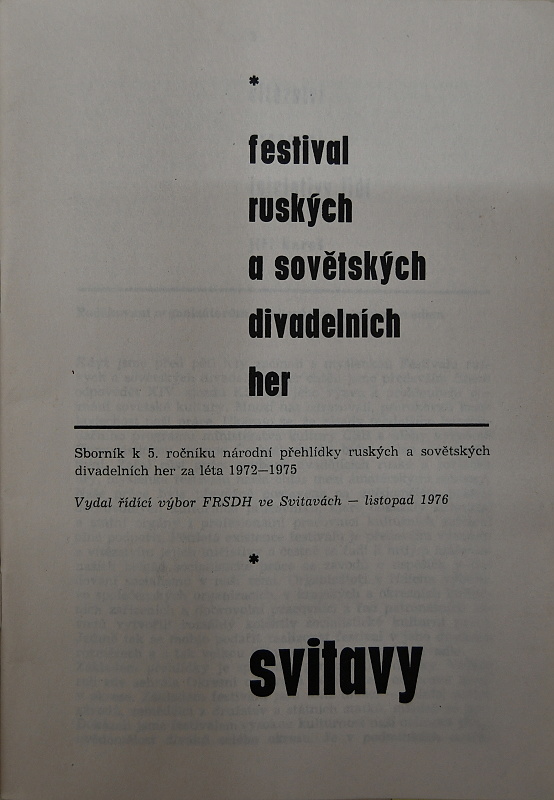 *
festival
ruských
a sovětských
divadelních
her
Sborník k 5. ročníku národní přehlídky ruských a sovětských
divadelních her za léta 1972—1975
Vydal řídící výbor FRSDH ve Svitavách — listopad 1976
*
svitavy